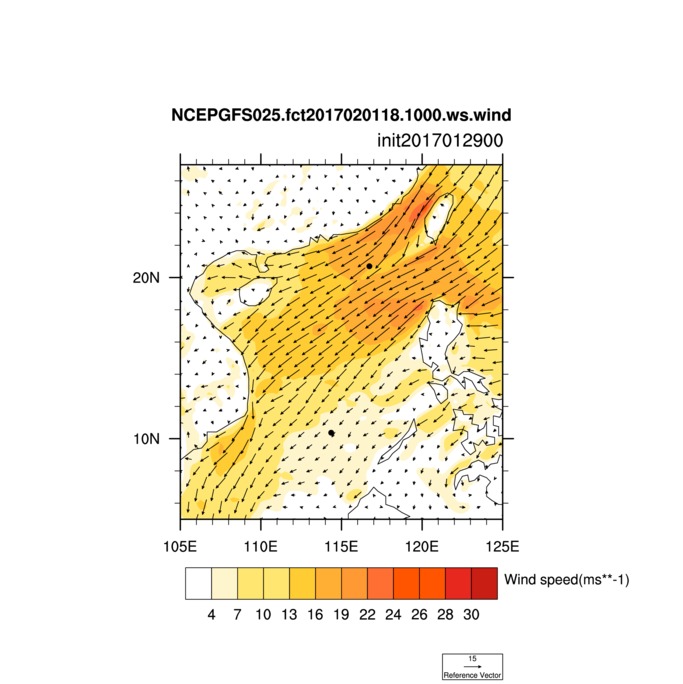 NCEPGFS025.fct2017020118.1000.ws.wind
init2017012900
20N
10N
105E 110E 115E 120E 125E
Wind speed(ms**-1)
4 7 10 13 16 19 22 24 26 28 30
15
Reference Vector